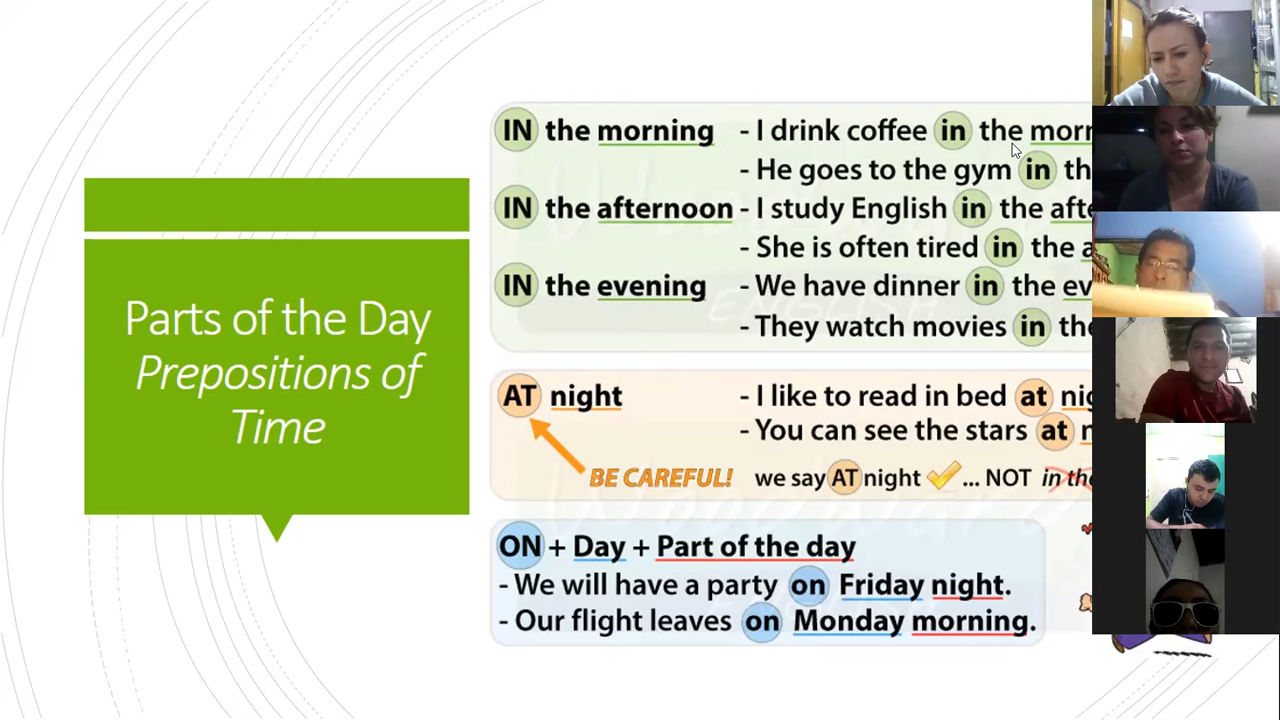 Parts of the Day
Prepositions of
Time
IN the morning - I drink coffee in the morn
- He goes to the gym in th
IN the afternoon - I study English in the afte
- She is often tired in the a
IN the evening - We have dinner in the ev
- They watch movies in the
AT night - I like to read in bed at nig
- You can see the stars at n
BE CAREFUL! we say AT night ... NOT in the
ON + Day + Part of the day
- We will have a party on Friday night.
- Our flight leaves on Monday morning.